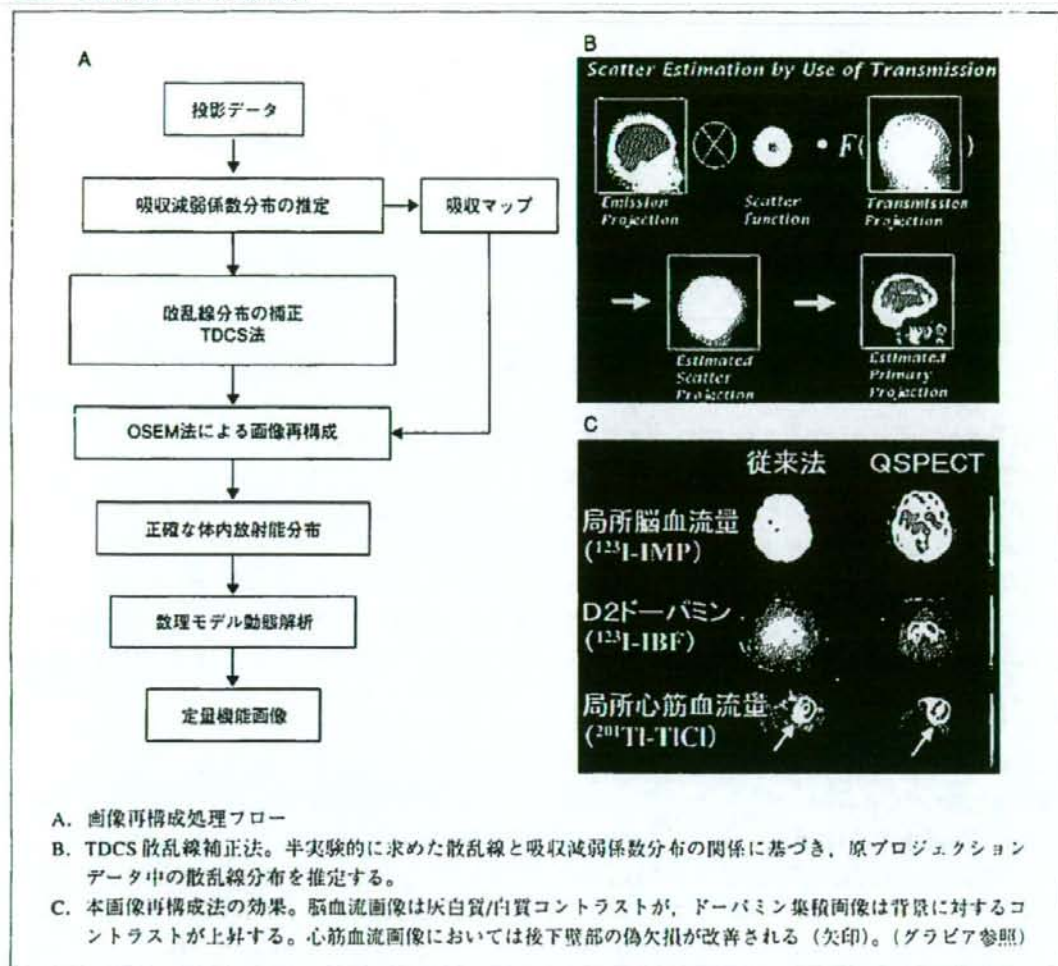 A
投影データ
吸収減弱係数分布の推定
吸収マップ
散乱線分布の補正
TDCS法
OSEM法による画像再構成
正確な体内放射能分布
数理モデル動態解析
定量機能画像
B
Scatter Estimation by Use of Transmission
F( )
Emission Projection
Scatter Function
Transmission Projection
Estimated Scatter Projection
Estimated Primary Projection
C
従来法 QSPECT
局所脳血流量
(¹²³I-IMP)
D2ドーパミン
(¹²³I-IBF)
局所心筋血流量
(²⁰¹Tl-TlCl)
A. 画像再構成処理フロー
B. TDCS 散乱線補正法。半実験的に求めた散乱線と吸収減弱係数分布の関係に基づき，原プロジェクション
データ中の散乱線分布を推定する。
C. 本画像再構成法の効果。脳血流画像は灰白質/白質コントラストが，ドーパミン集積画像は背景に対するコ
ントラストが上昇する。心筋血流画像においては後下壁部の偽欠損が改善される（矢印）。（グラビア参照）